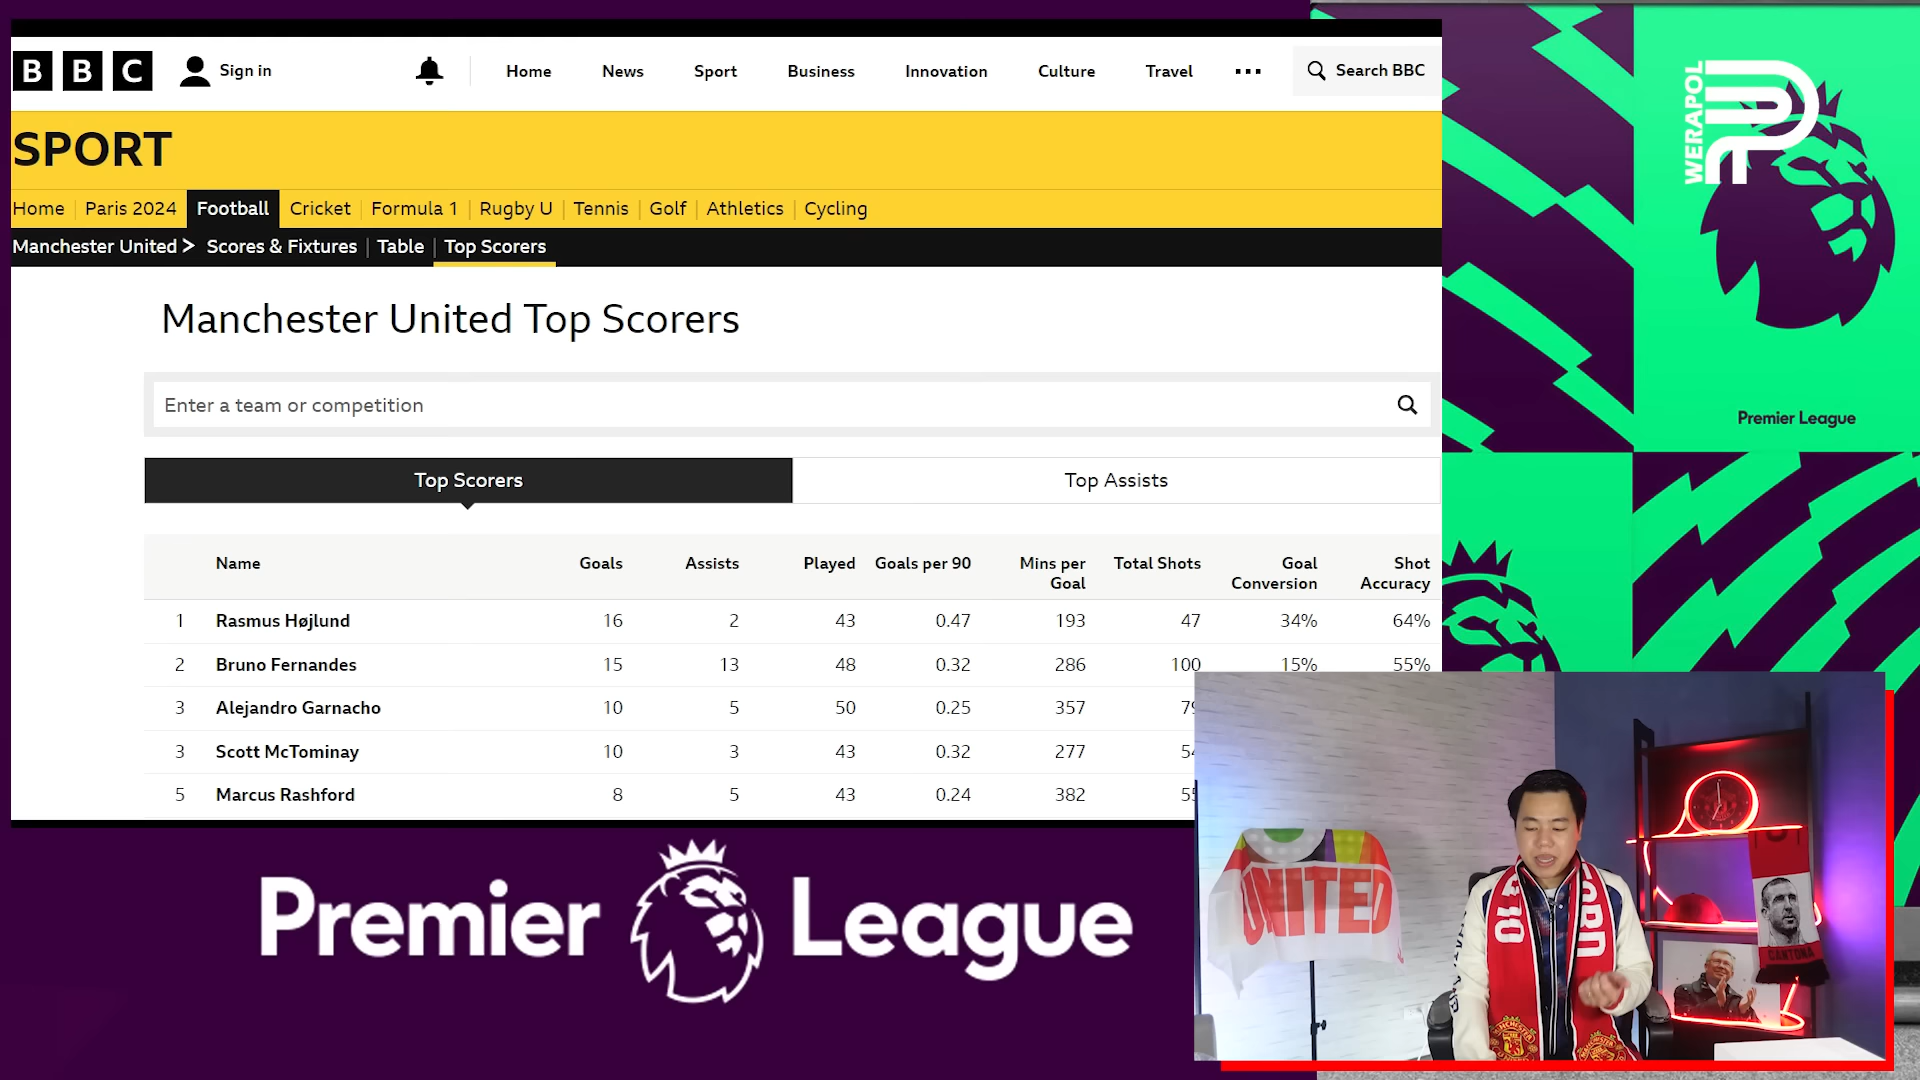 BBC Sign in Home News Sport Business Innovation Culture Travel ... Search BBC
SPORT
Home Paris 2024 Football Cricket Formula 1 Rugby U Tennis Golf Athletics Cycling
Manchester United > Scores & Fixtures Table Top Scorers
Manchester United Top Scorers
Enter a team or competition
Top Scorers Top Assists
Name Goals Assists Played Goals per 90 Mins per Goal Total Shots Goal Conversion Shot Accuracy
1 Rasmus Højlund 16 2 43 0.47 193 47 34% 64%
2 Bruno Fernandes 15 13 48 0.32 286 100 15% 55%
3 Alejandro Garnacho 10 5 50 0.25 357
3 Scott McTominay 10 3 43 0.32 277
5 Marcus Rashford 8 5 43 0.24 382
WERAPOL
Premier League
Premier League
UNITED
CANTONA